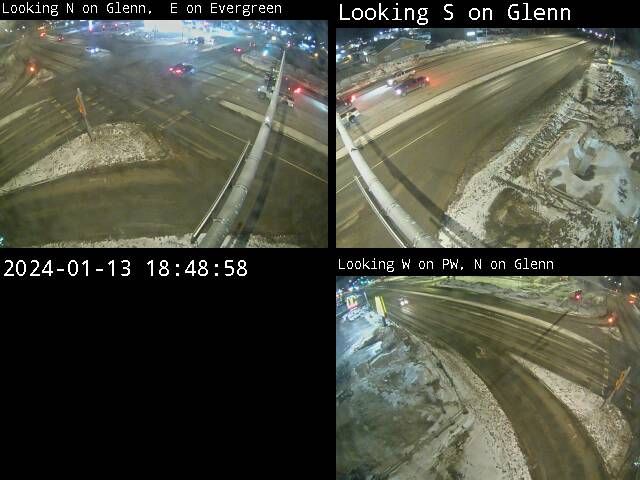 Looking N on Glenn,  E on Evergreen
Looking S on Glenn
2024-01-13 18:48:58
Looking W on PW, N on Glenn